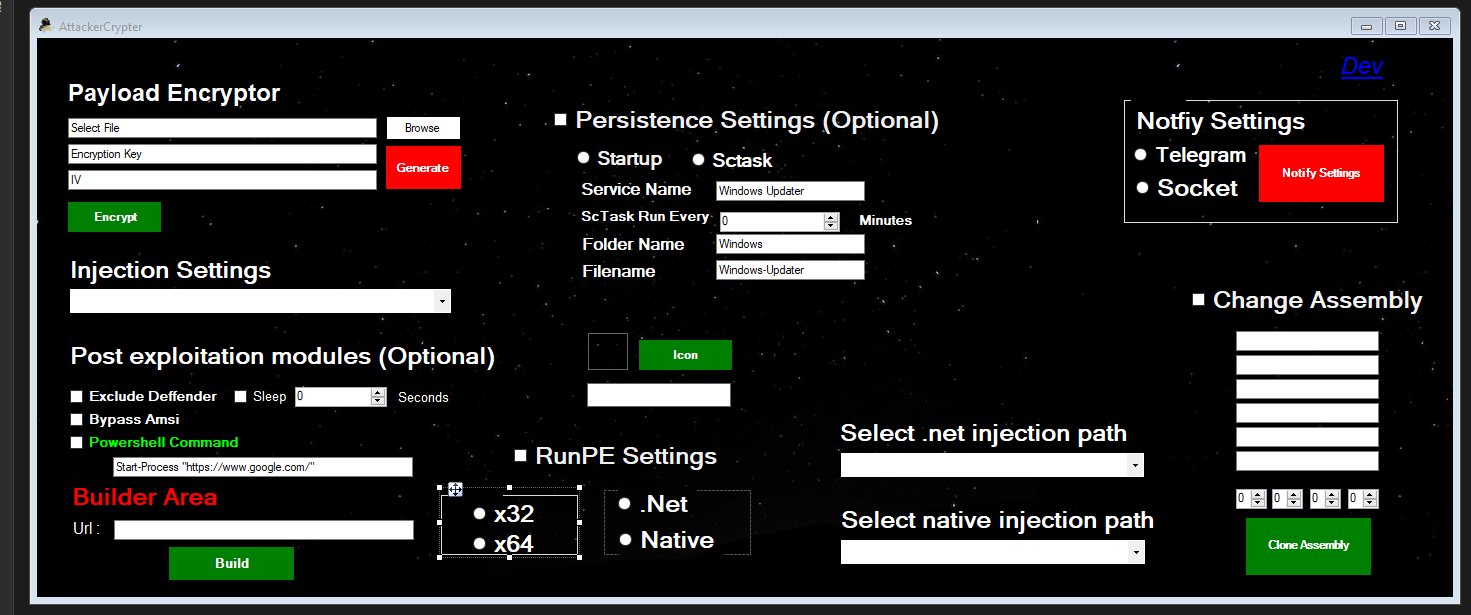 AttackerCrypter
Dev
Payload Encryptor
Select File
Browse
Encryption Key
Generate
IV
Encrypt
Injection Settings
Post exploitation modules (Optional)
Exclude Deffender
Sleep
0
Seconds
Bypass Amsi
Powershell Command
Start-Process "https://www.google.com/"
Builder Area
Url :
Build
Persistence Settings (Optional)
Startup
Sctask
Service Name
Windows Updater
ScTask Run Every
0
Minutes
Folder Name
Windows
Filename
Windows-Updater
Icon
RunPE Settings
x32
x64
.Net
Native
Select .net injection path
Select native injection path
Notfiy Settings
Telegram
Socket
Notify Settings
Change Assembly
0
0
0
0
Clone Assembly